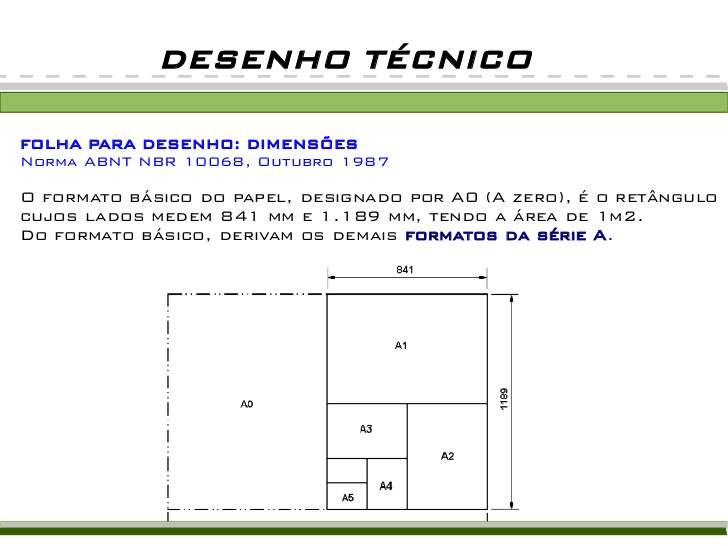 DESENHO TÉCNICO
FOLHA PARA DESENHO: DIMENSÕES
NORMA ABNT NBR 10068, OUTUBRO 1987
O FORMATO BÁSICO DO PAPEL, DESIGNADO POR A0 (A ZERO), É O RETÂNGULO
CUJOS LADOS MEDEM 841 MM E 1.189 MM, TENDO A ÁREA DE 1M2.
DO FORMATO BÁSICO, DERIVAM OS DEMAIS FORMATOS DA SÉRIE A.
841
A1
1189
A0
A3
A2
A4
A5